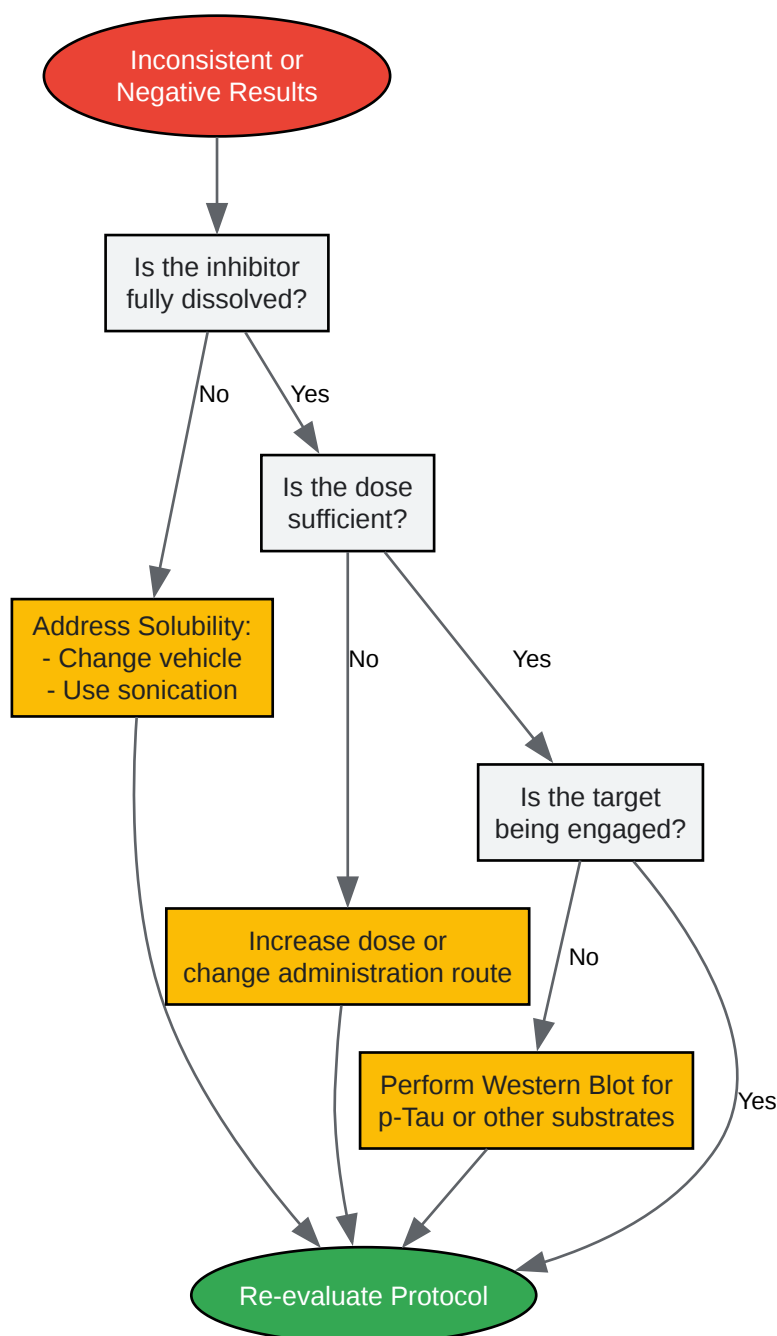 Inconsistent or
Negative Results
Is the inhibitor
fully dissolved?
No
Yes
Is the dose
sufficient?
Address Solubility:
- Change vehicle
- Use sonication
No
Yes
Is the target
being engaged?
Increase dose or
change administration route
No
Perform Western Blot for
p-Tau or other substrates
Yes
Re-evaluate Protocol